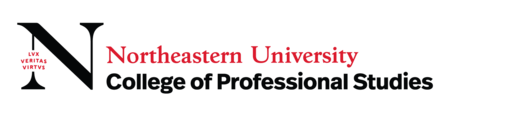 N
LVX
VERITAS
VIRTVS
Northeastern University
College of Professional Studies